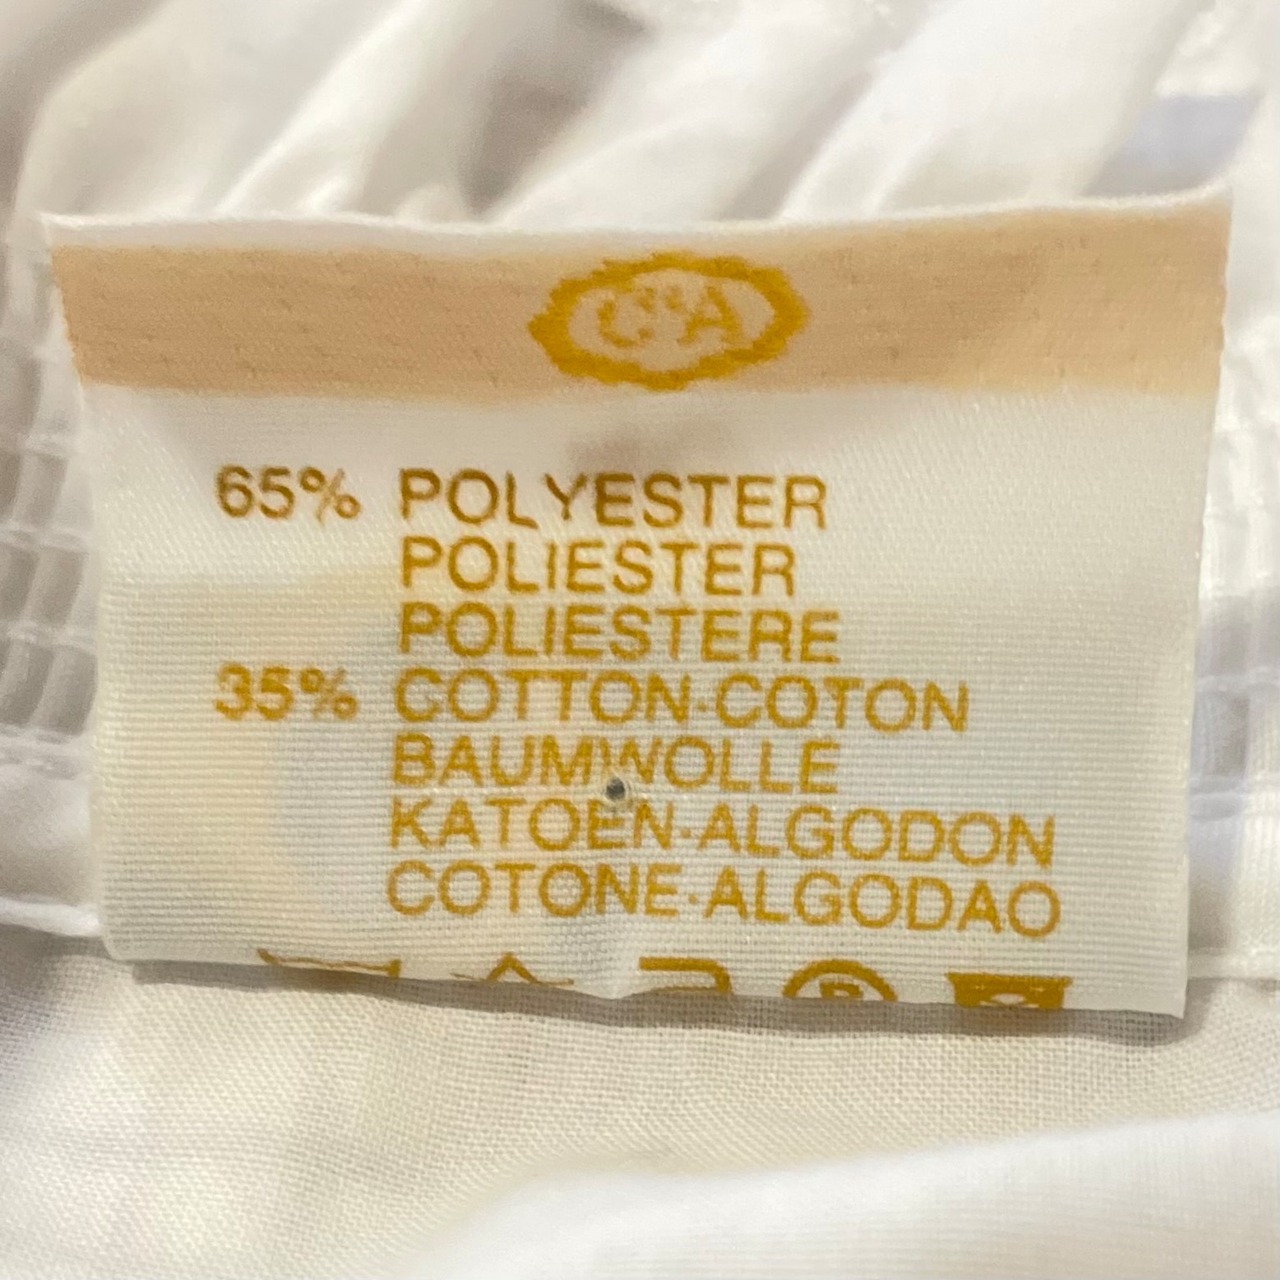 C&A
65% POLYESTER
POLIESTER
POLIESTERE
35% COTTON-COTON
BAUMWOLLE
KATOEN-ALGODON
COTONE-ALGODAO
P